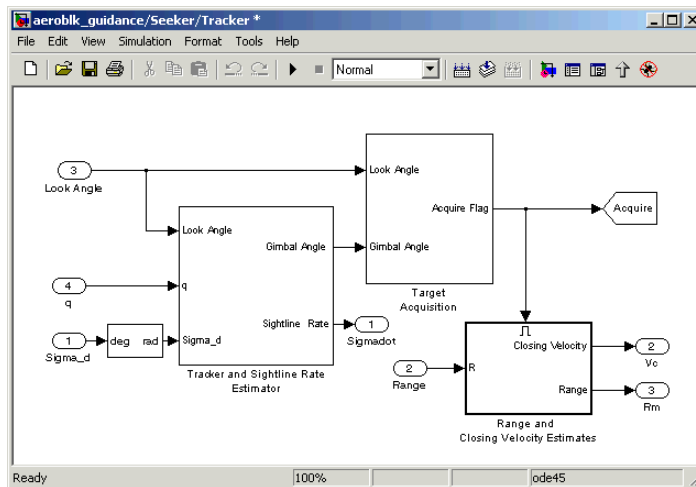 aeroblk_guidance/Seeker/Tracker *
File Edit View Simulation Format Tools Help
Normal
3
Look Angle
Look Angle
Acquire Flag
Gimbal Angle
Target
Acquisition
Acquire
Look Angle
Gimbal Angle
q
Sightline Rate
Sigma_d
Tracker and Sightline Rate
Estimator
4
q
1
Sigma_d
deg rad
1
Sigmadot
2
Range
Closing Velocity
R
Range
Range and
Closing Velocity Estimates
2
Vc
3
Rm
Ready
100%
ode45